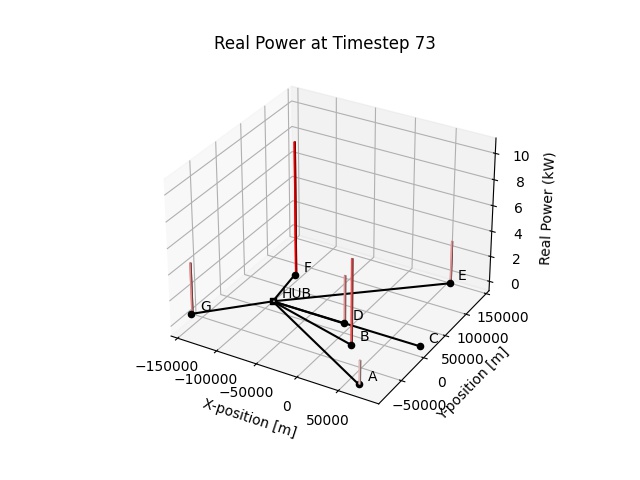 Real Power at Timestep 73
10
8
6
4
2
0
Real Power (kW)
F
E
HUB
G
D
B
C
A
150000
100000
50000
0
−50000
Y-position [m]
−150000
−100000
−50000
0
50000
X-position [m]